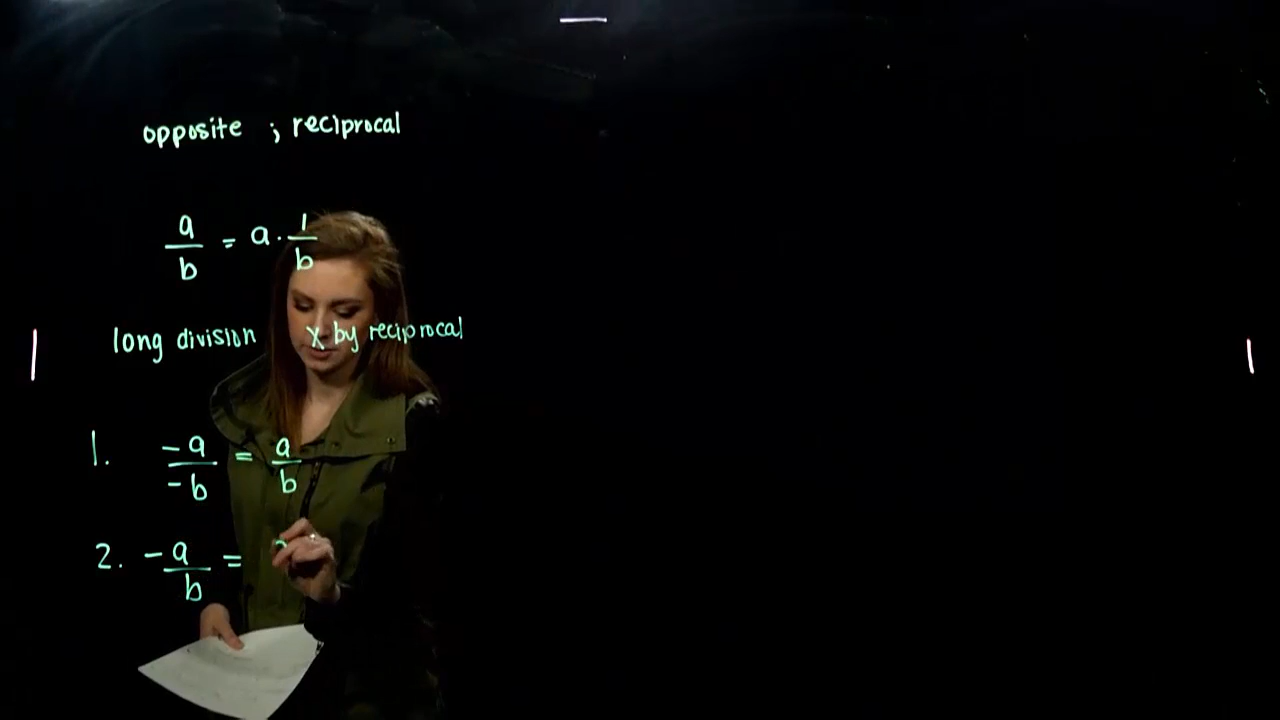 opposite ; reciprocal
a/b = a · 1/b
long division x by reciprocal
1. -a/-b = a/b
2. -a/b =